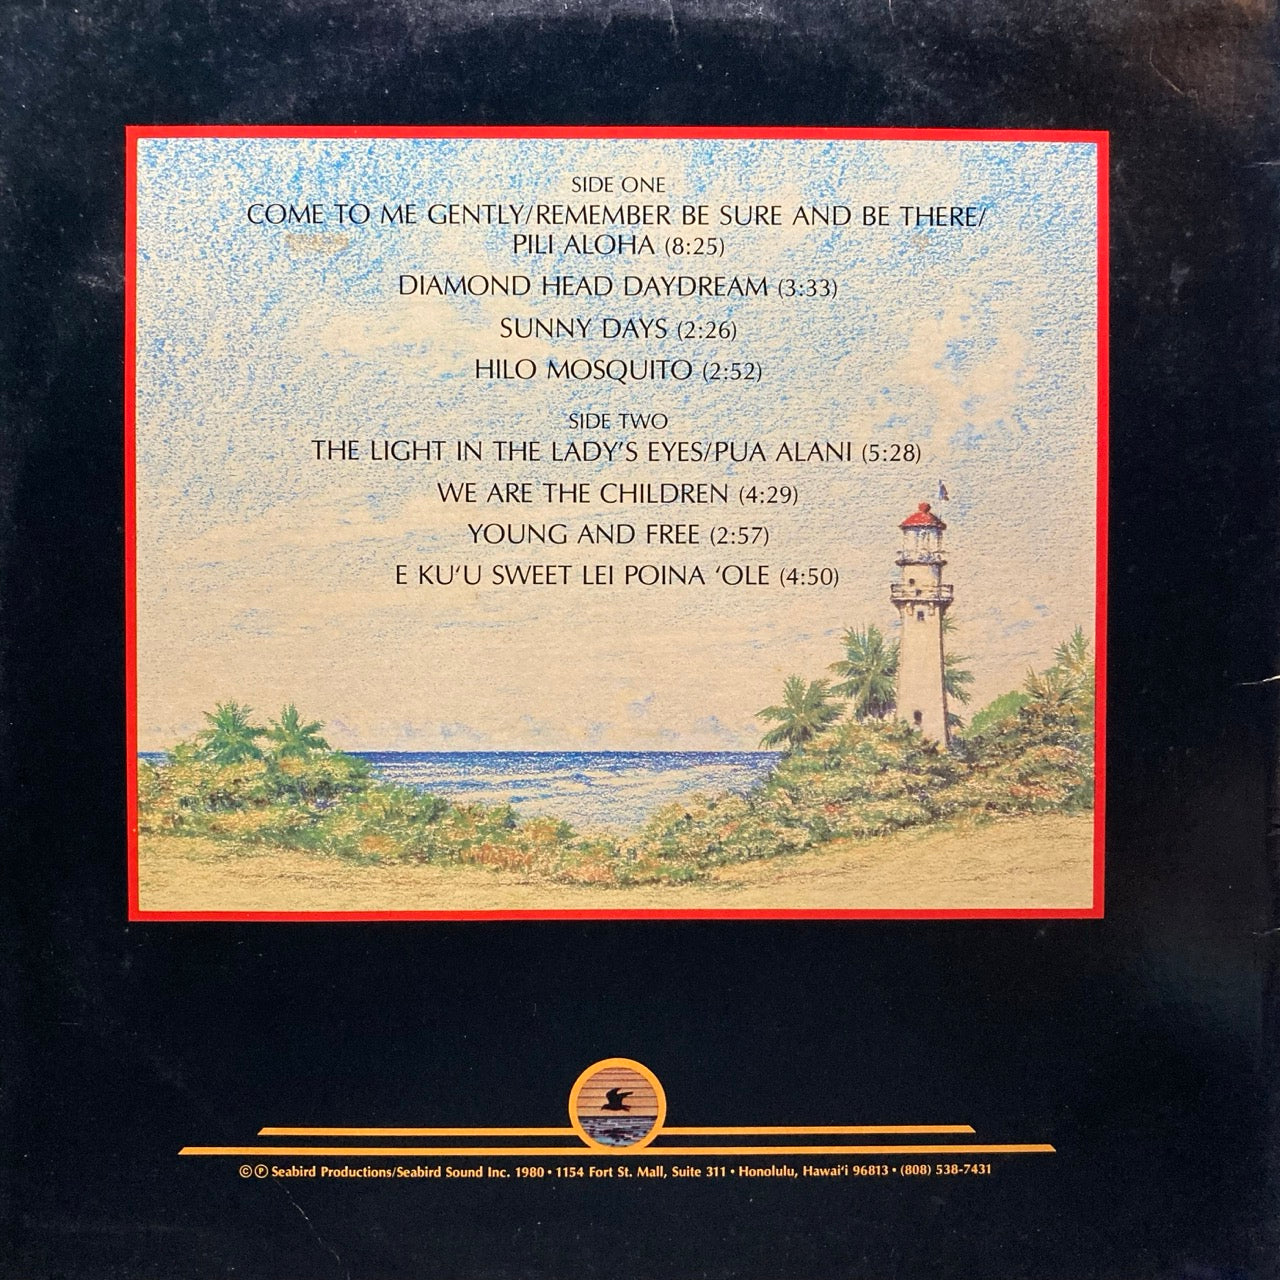 SIDE ONE
COME TO ME GENTLY/REMEMBER BE SURE AND BE THERE/
PILI ALOHA (8:25)
DIAMOND HEAD DAYDREAM (3:33)
SUNNY DAYS (2:26)
HILO MOSQUITO (2:52)
SIDE TWO
THE LIGHT IN THE LADY'S EYES/PUA ALANI (5:28)
WE ARE THE CHILDREN (4:29)
YOUNG AND FREE (2:57)
E KU‘U SWEET LEI POINA ‘OLE (4:50)
© ℗ Seabird Productions/Seabird Sound Inc. 1980 • 1154 Fort St. Mall, Suite 311 • Honolulu, Hawai‘i 96813 • (808) 538-7431